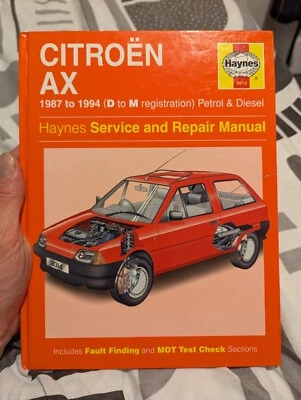 CITROËN
AX
1987 to 1994 (D to M registration) Petrol & Diesel
Haynes
Haynes Service and Repair Manual
Includes Fault Finding and MOT Test Check Sections